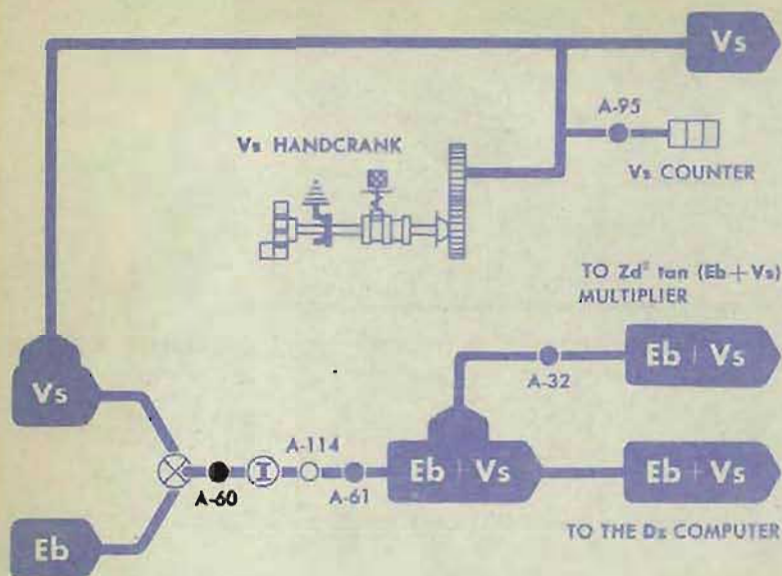 Vs
A-95
Vs HANDCRANK
Vs COUNTER
TO Zd² tan (Eb+Vs)
MULTIPLIER
Eb + Vs
A-32
Vs
A-114
I
Eb + Vs
Eb + Vs
A-60
A-61
Eb
TO THE Dz COMPUTER